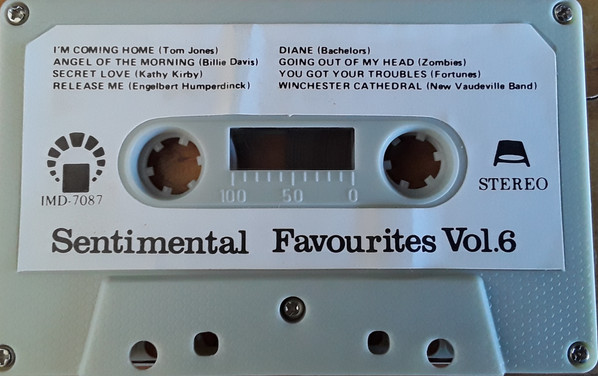 I'M COMING HOME (Tom Jones)
ANGEL OF THE MORNING (Billie Davis)
SECRET LOVE (Kathy Kirby)
RELEASE ME (Engelbert Humperdinck)
DIANE (Bachelors)
GOING OUT OF MY HEAD (Zombies)
YOU GOT YOUR TROUBLES (Fortunes)
WINCHESTER CATHEDRAL (New Vaudeville Band)
IMD-7087
100 50 0
STEREO
Sentimental Favourites Vol.6